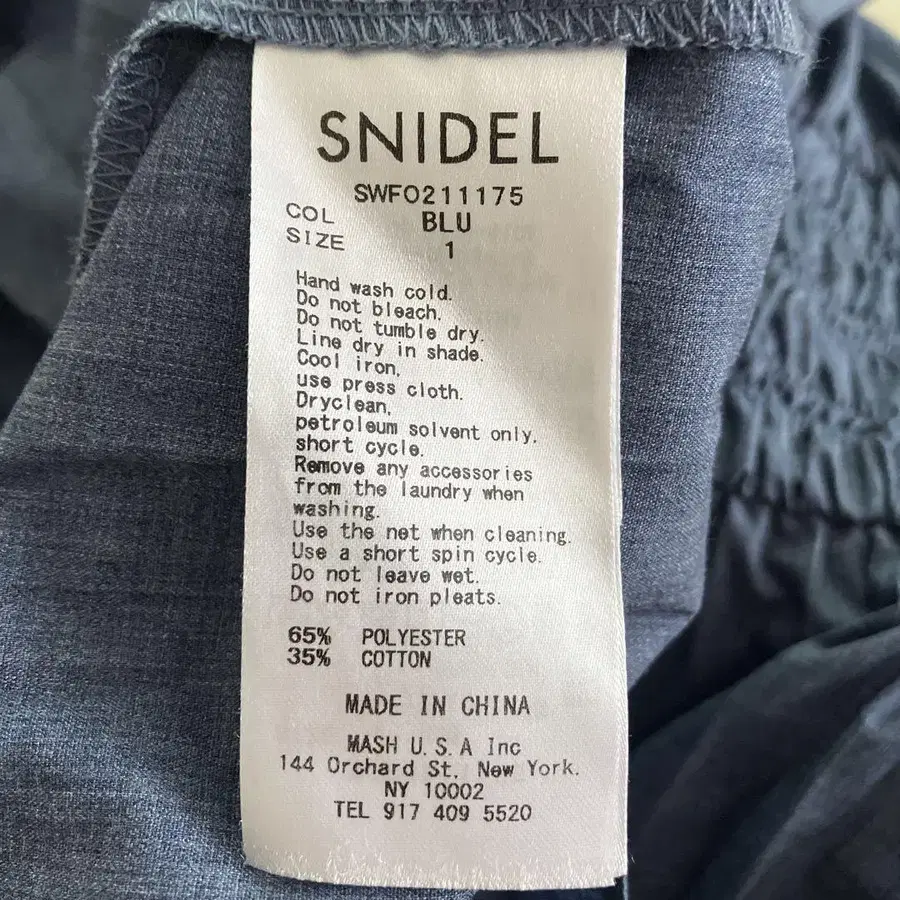 SNIDEL
SWFO211175
COL BLU
SIZE 1
Hand wash cold.
Do not bleach.
Do not tumble dry.
Line dry in shade.
Cool iron,
use press cloth.
Dryclean,
petroleum solvent only.
short cycle.
Remove any accessories
from the laundry when
washing.
Use the net when cleaning.
Use a short spin cycle.
Do not leave wet.
Do not iron pleats.
65% POLYESTER
35% COTTON
MADE IN CHINA
MASH U.S.A Inc
144 Orchard St, New York.
NY 10002
TEL 917 409 5520